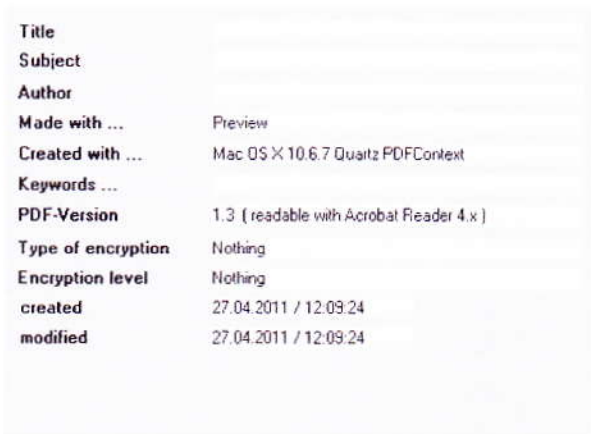 Title
Subject
Author
Made with ... Preview
Created with ... Mac OS X 10.6.7 Quartz PDFContext
Keywords ...
PDF-Version 1.3 ( readable with Acrobat Reader 4.x )
Type of encryption Nothing
Encryption level Nothing
created 27.04.2011 / 12:09:24
modified 27.04.2011 / 12:09:24